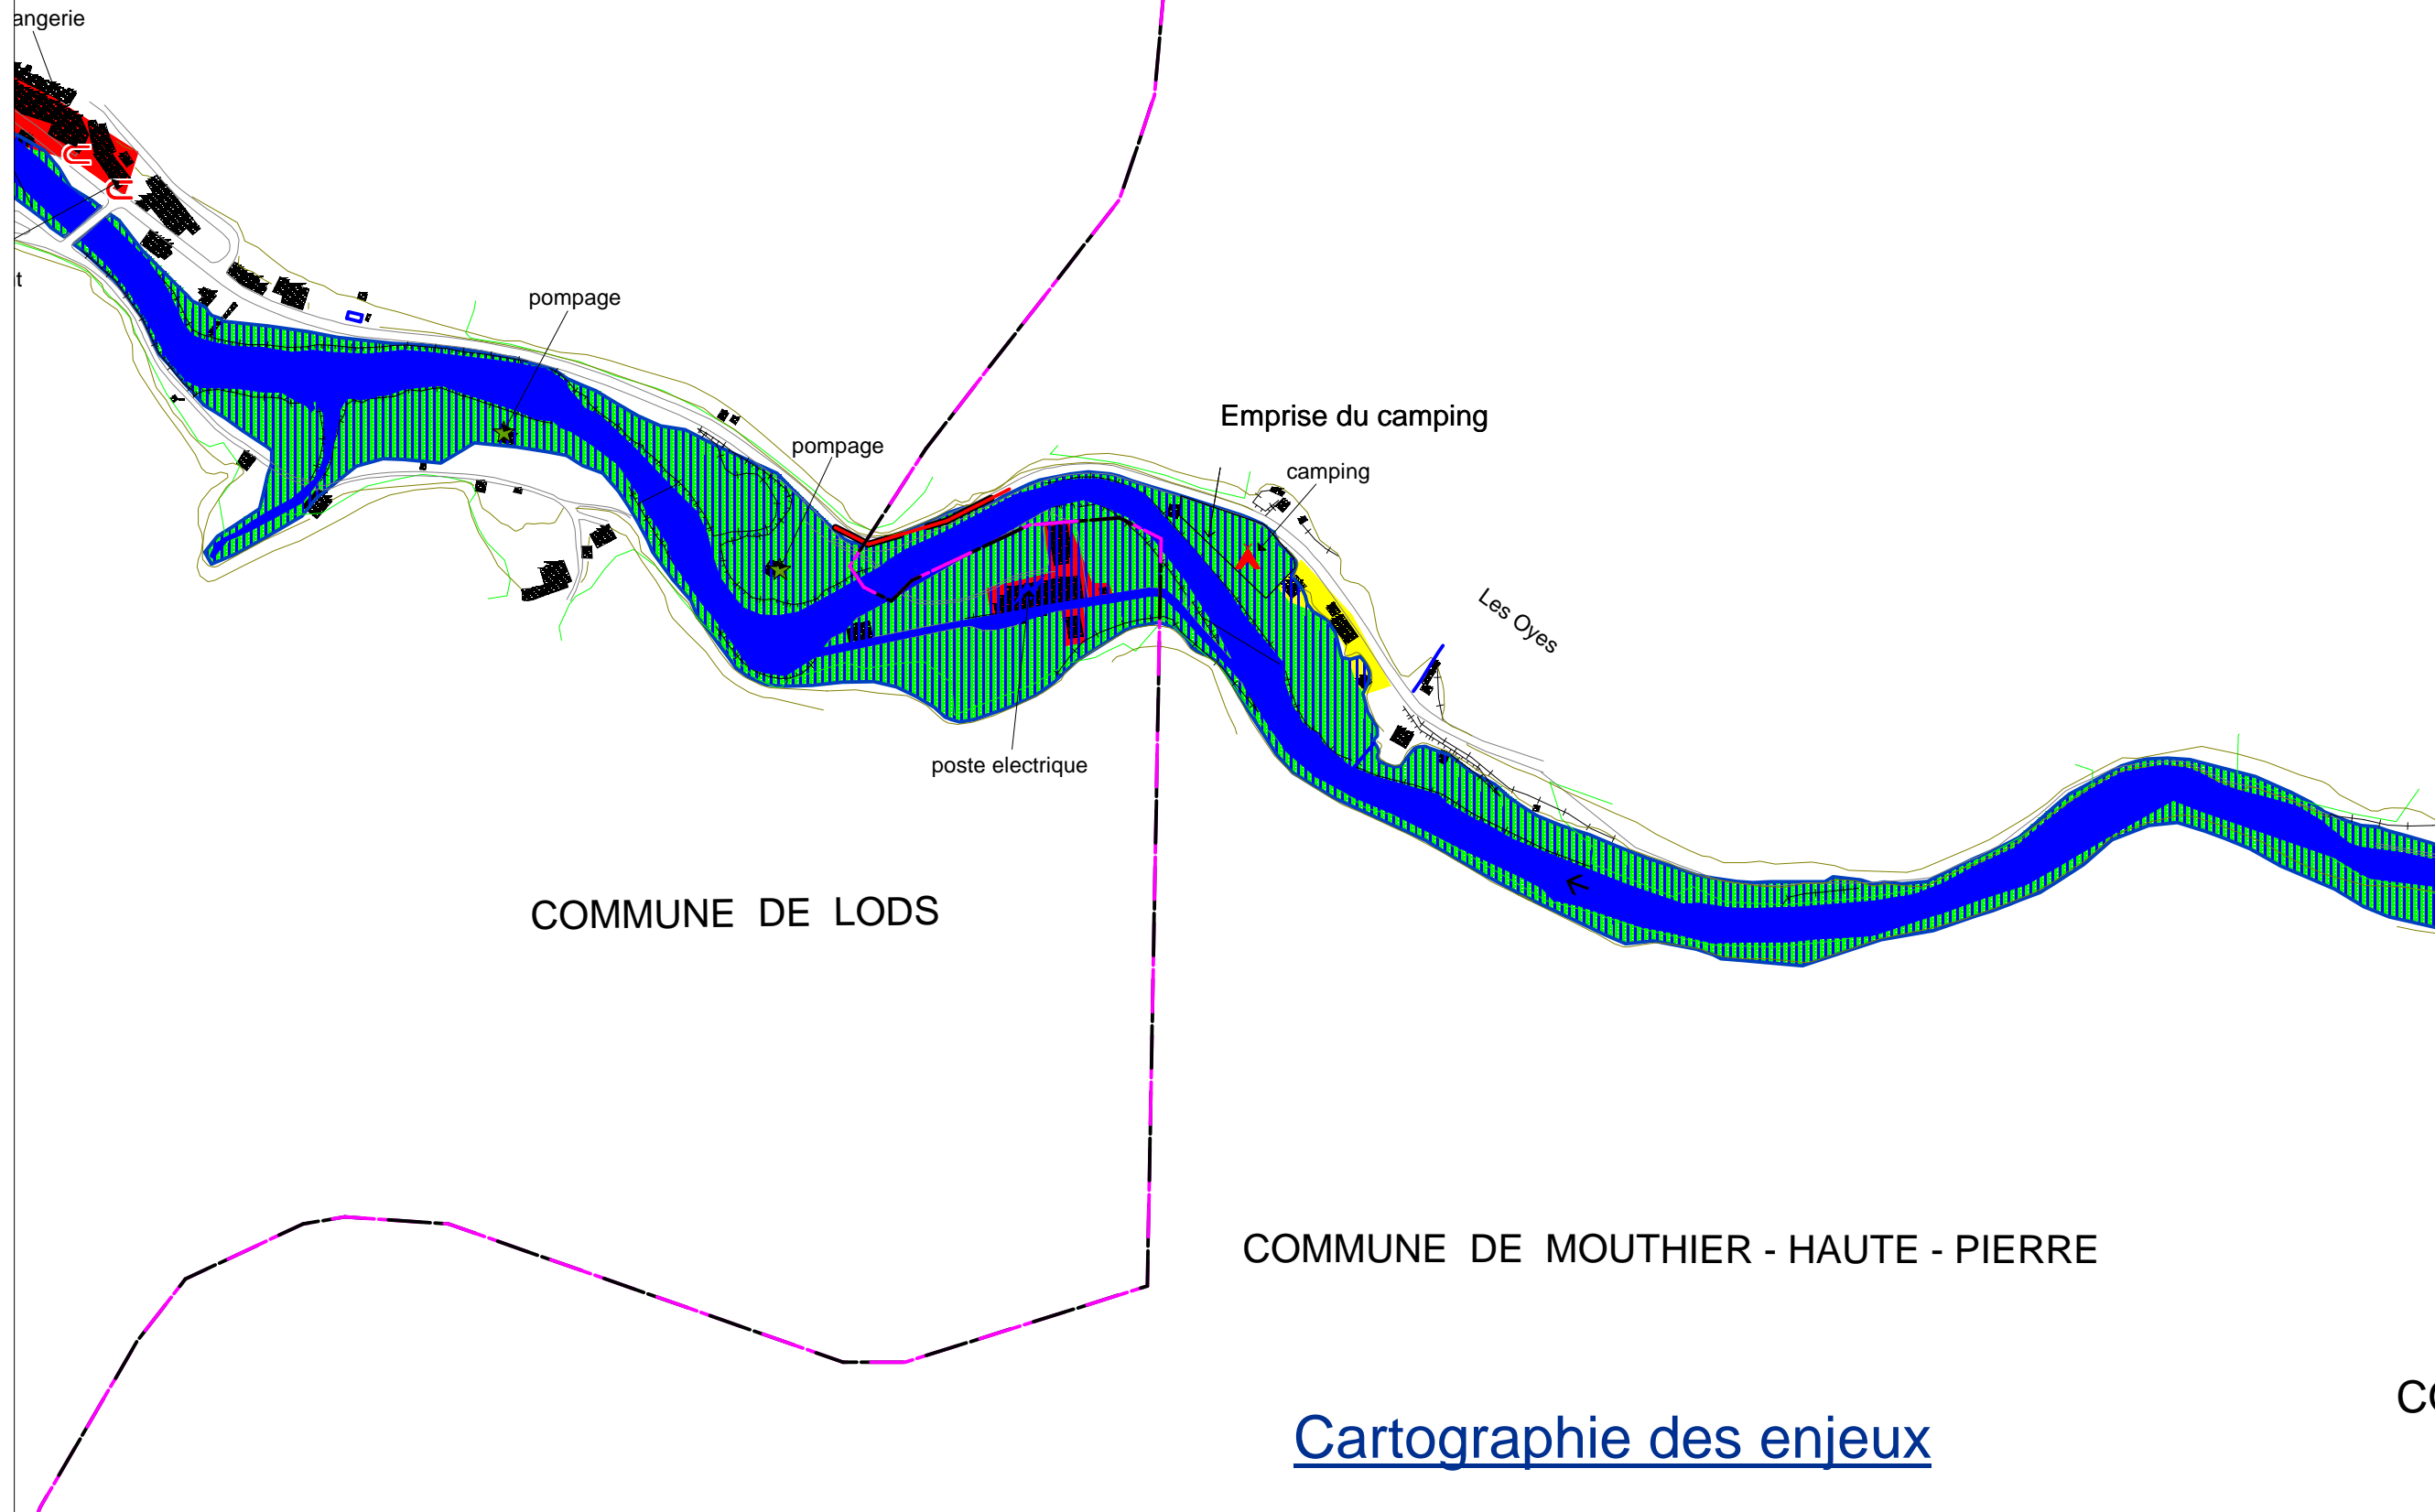 angerie
t
pompage
Emprise du camping
pompage
camping
Les Oyes
poste electrique
COMMUNE DE LODS
COMMUNE DE MOUTHIER - HAUTE - PIERRE
CO
Cartographie des enjeux